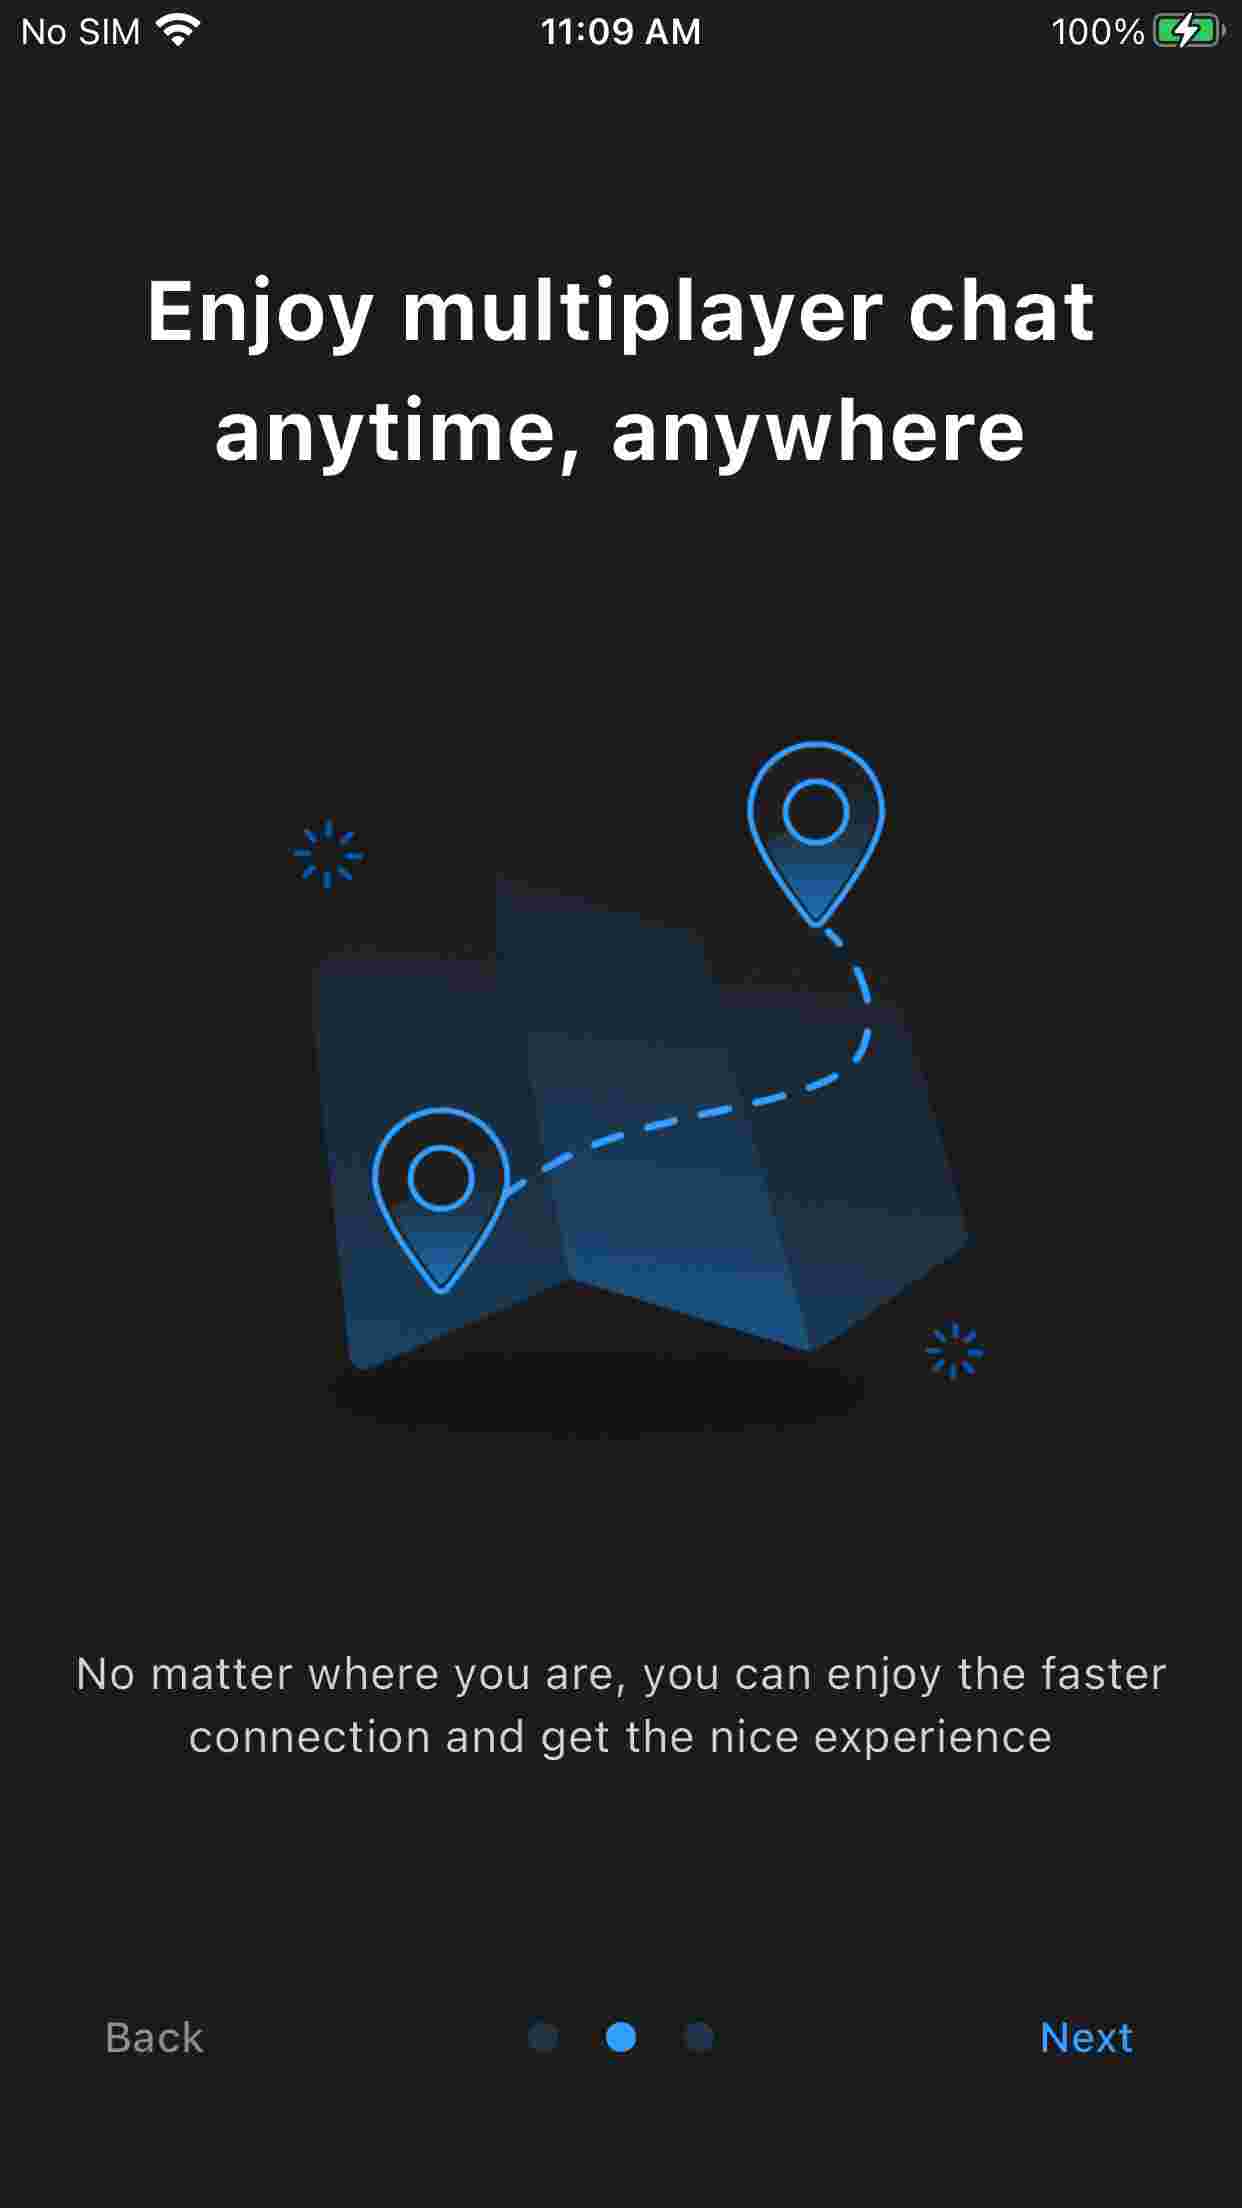 No SIM 11:09 AM 100%
Enjoy multiplayer chat
anytime, anywhere
No matter where you are, you can enjoy the faster
connection and get the nice experience
Back Next